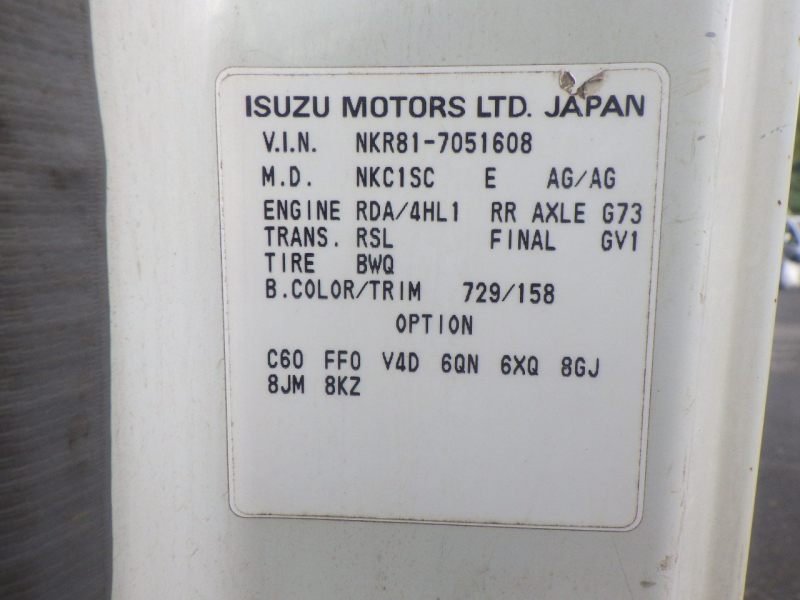 ISUZU MOTORS LTD. JAPAN
V.I.N. NKR81-7051608
M.D. NKC1SC E AG/AG
ENGINE RDA/4HL1 RR AXLE G73
TRANS. RSL FINAL GV1
TIRE BWQ
B.COLOR/TRIM 729/158
OPTION
C60 FF0 V4D 6QN 6XQ 8GJ
8JM 8KZ